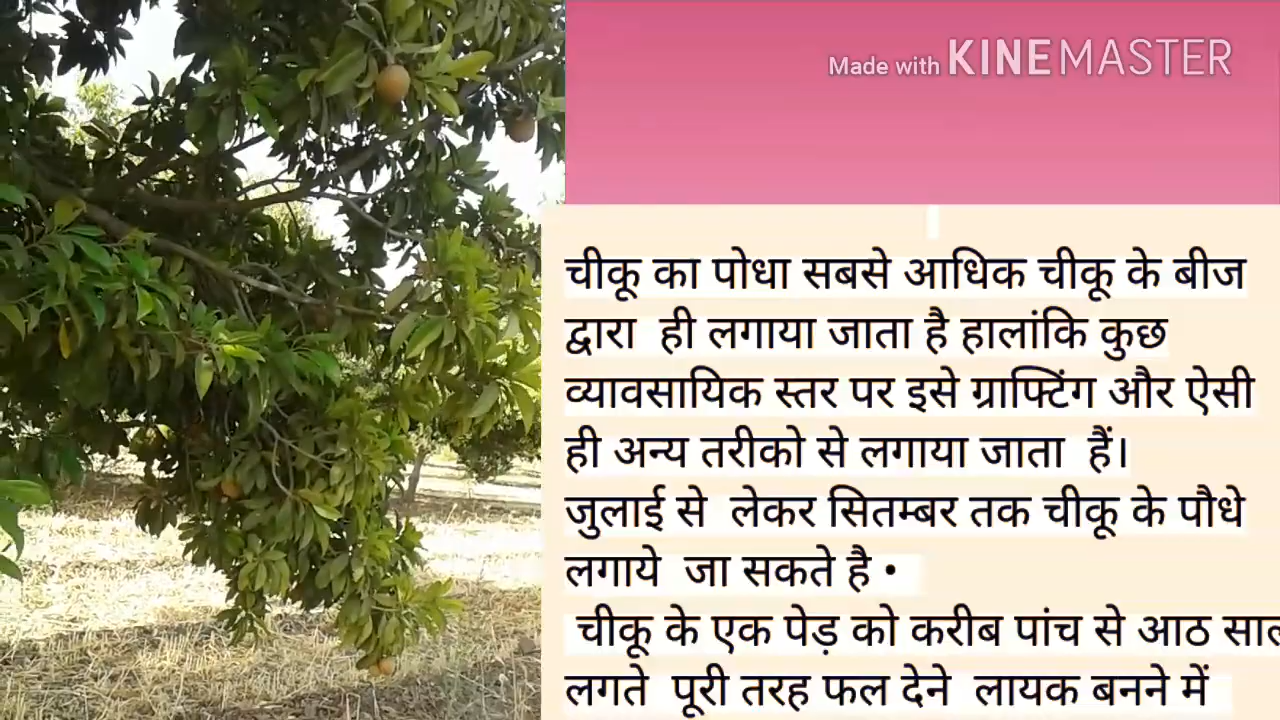 Made with KINEMASTER
चीकू का पोधा सबसे आधिक चीकू के बीज
द्वारा ही लगाया जाता है हालांकि कुछ
व्यावसायिक स्तर पर इसे ग्राफ्टिंग और ऐसी
ही अन्य तरीको से लगाया जाता हैं।
जुलाई से लेकर सितम्बर तक चीकू के पौधे
लगाये जा सकते है •
चीकू के एक पेड़ को करीब पांच से आठ साल
लगते पूरी तरह फल देने लायक बनने में